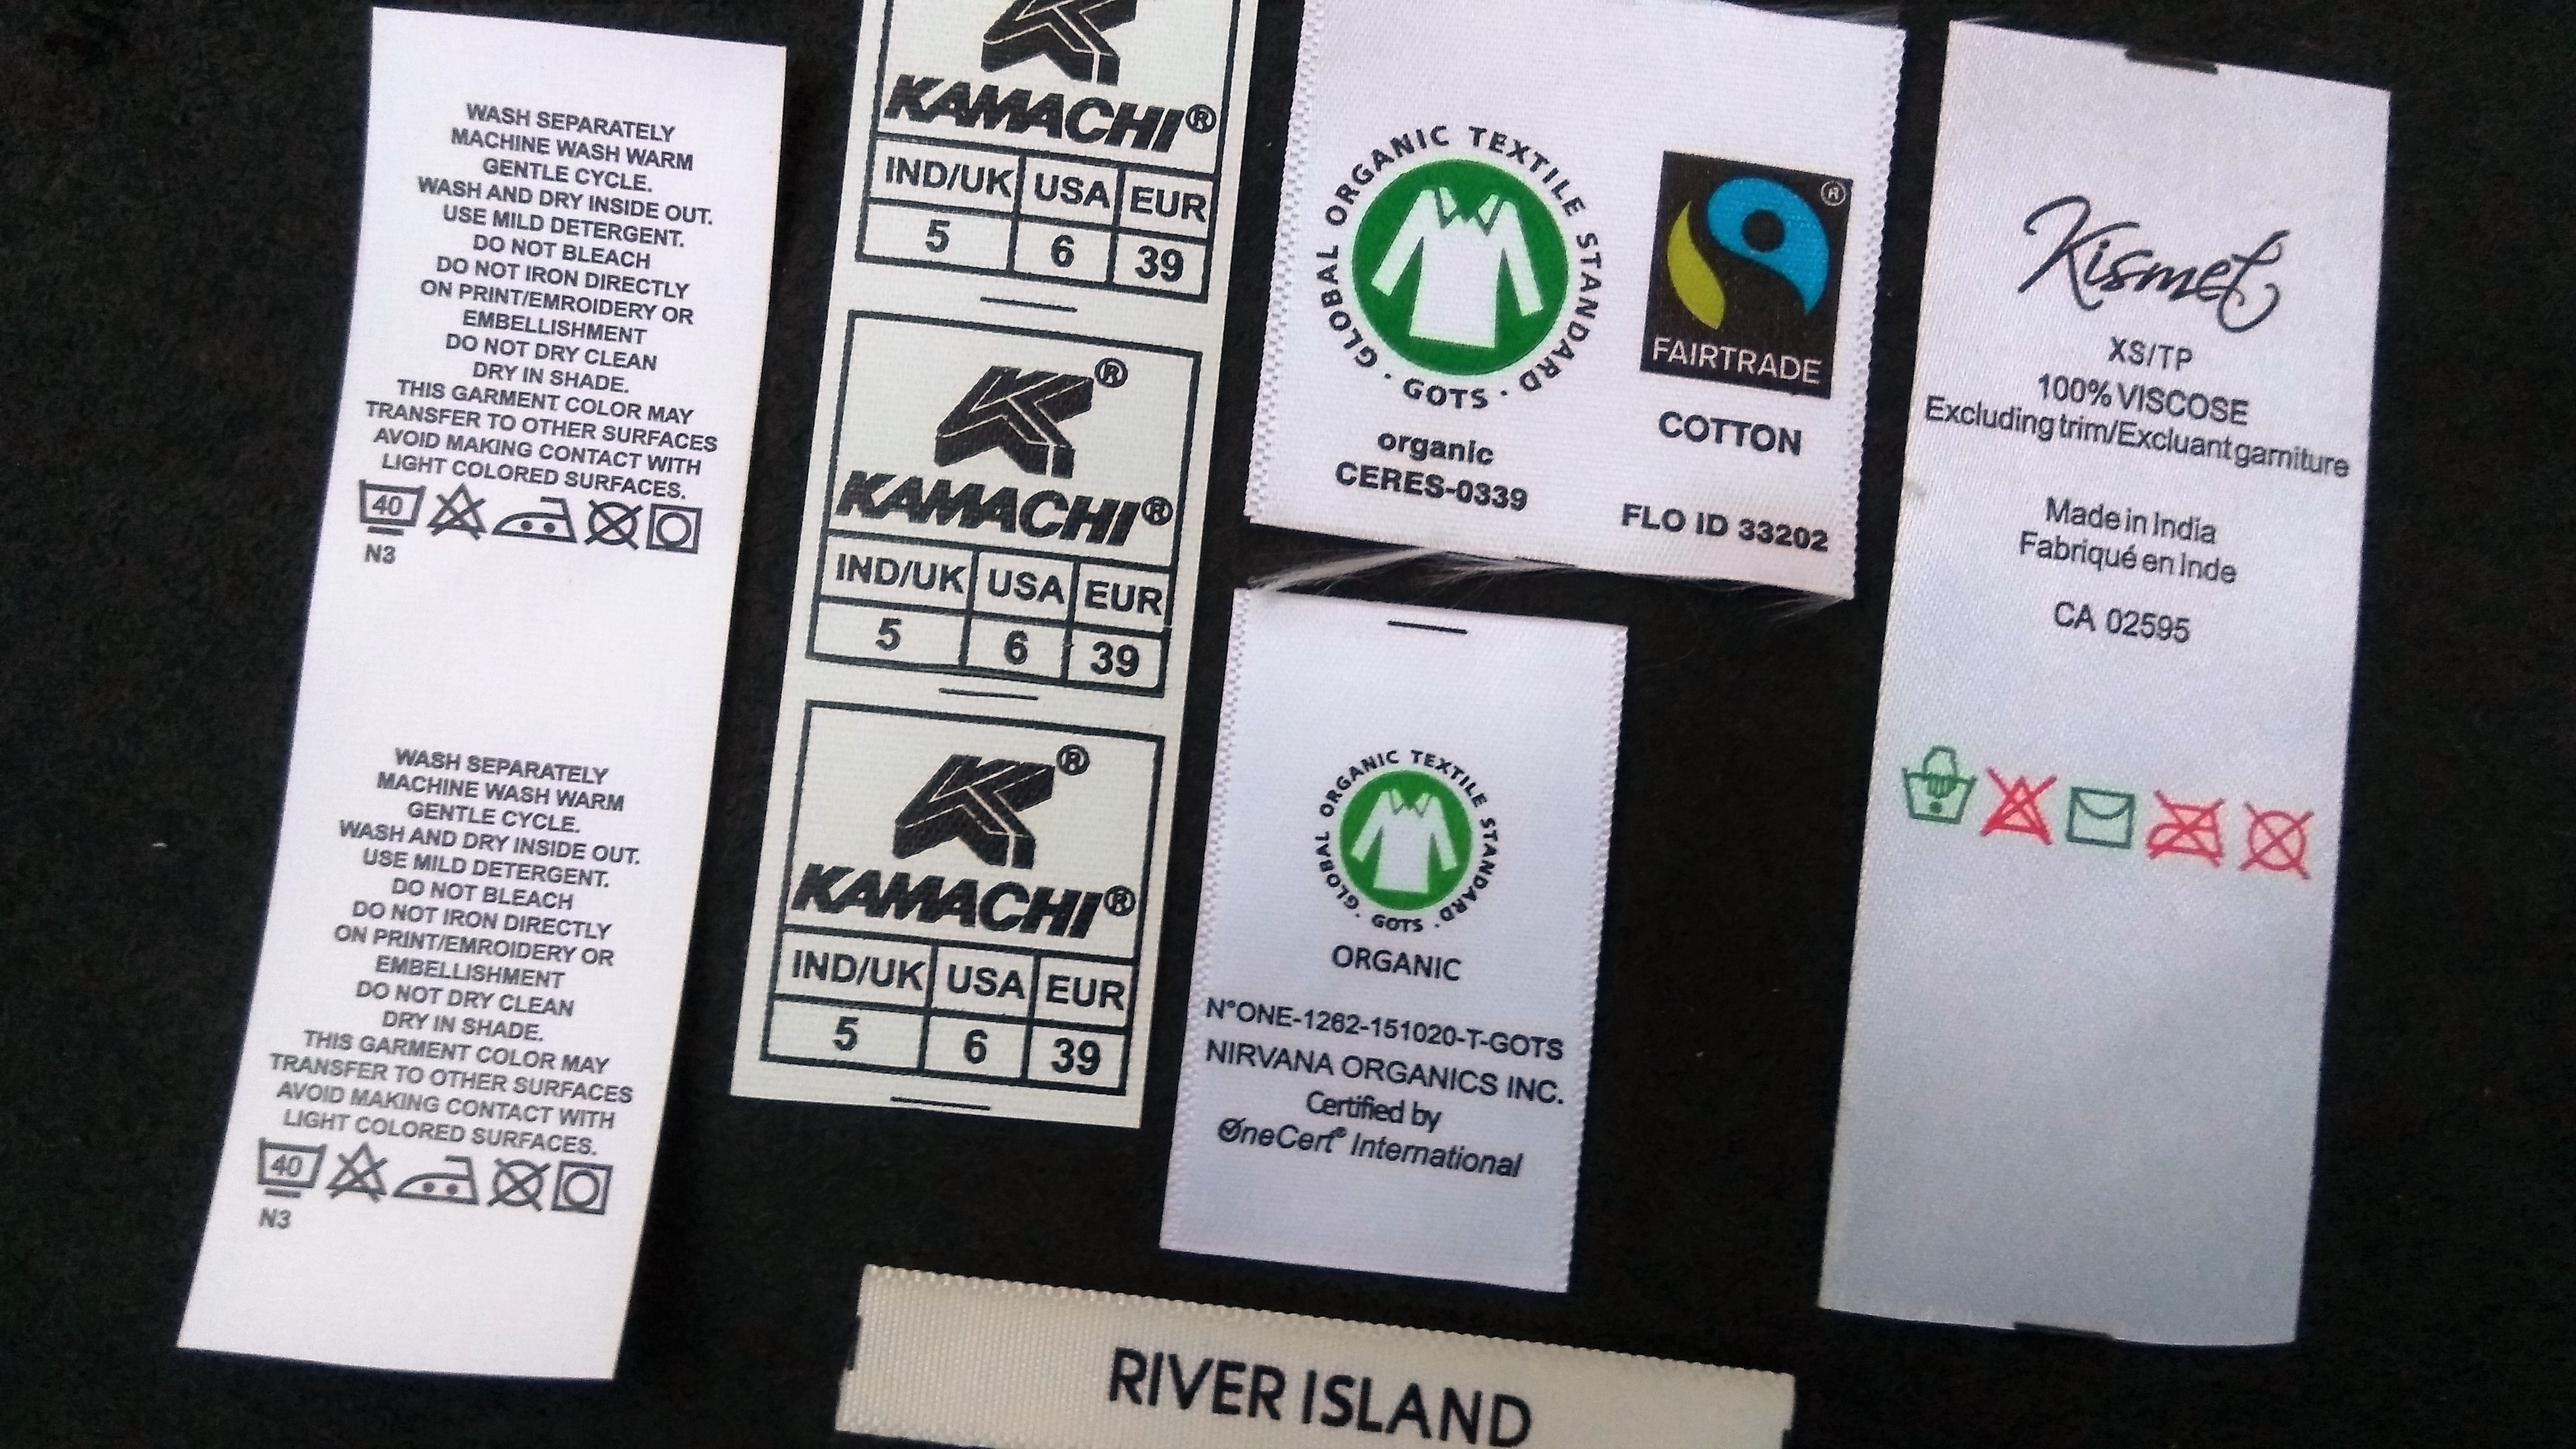 WASH SEPARATELY
MACHINE WASH WARM
GENTLE CYCLE.
WASH AND DRY INSIDE OUT.
USE MILD DETERGENT.
DO NOT BLEACH
DO NOT IRON DIRECTLY
ON PRINT/EMROIDERY OR
EMBELLISHMENT
DO NOT DRY CLEAN
DRY IN SHADE.
THIS GARMENT COLOR MAY
TRANSFER TO OTHER SURFACES
AVOID MAKING CONTACT WITH
LIGHT COLORED SURFACES.
40
N3
WASH SEPARATELY
MACHINE WASH WARM
GENTLE CYCLE.
WASH AND DRY INSIDE OUT.
USE MILD DETERGENT.
DO NOT BLEACH
DO NOT IRON DIRECTLY
ON PRINT/EMROIDERY OR
EMBELLISHMENT
DO NOT DRY CLEAN
DRY IN SHADE.
THIS GARMENT COLOR MAY
TRANSFER TO OTHER SURFACES
AVOID MAKING CONTACT WITH
LIGHT COLORED SURFACES.
40
N3
KAMACHI®
IND/UK USA EUR
5 6 39
®
KAMACHI®
IND/UK USA EUR
5 6 39
®
KAMACHI®
IND/UK USA EUR
5 6 39
GLOBAL ORGANIC TEXTILE STANDARD · GOTS ·
organic
CERES-0339
®
FAIRTRADE
COTTON
FLO ID 33202
GLOBAL ORGANIC TEXTILE STANDARD · GOTS ·
ORGANIC
N°ONE-1262-151020-T-GOTS
NIRVANA ORGANICS INC.
Certified by
OneCert® International
RIVER ISLAND
Kismet
XS/TP
100% VISCOSE
Excluding trim/Excluant garniture
Made in India
Fabriqué en Inde
CA 02595